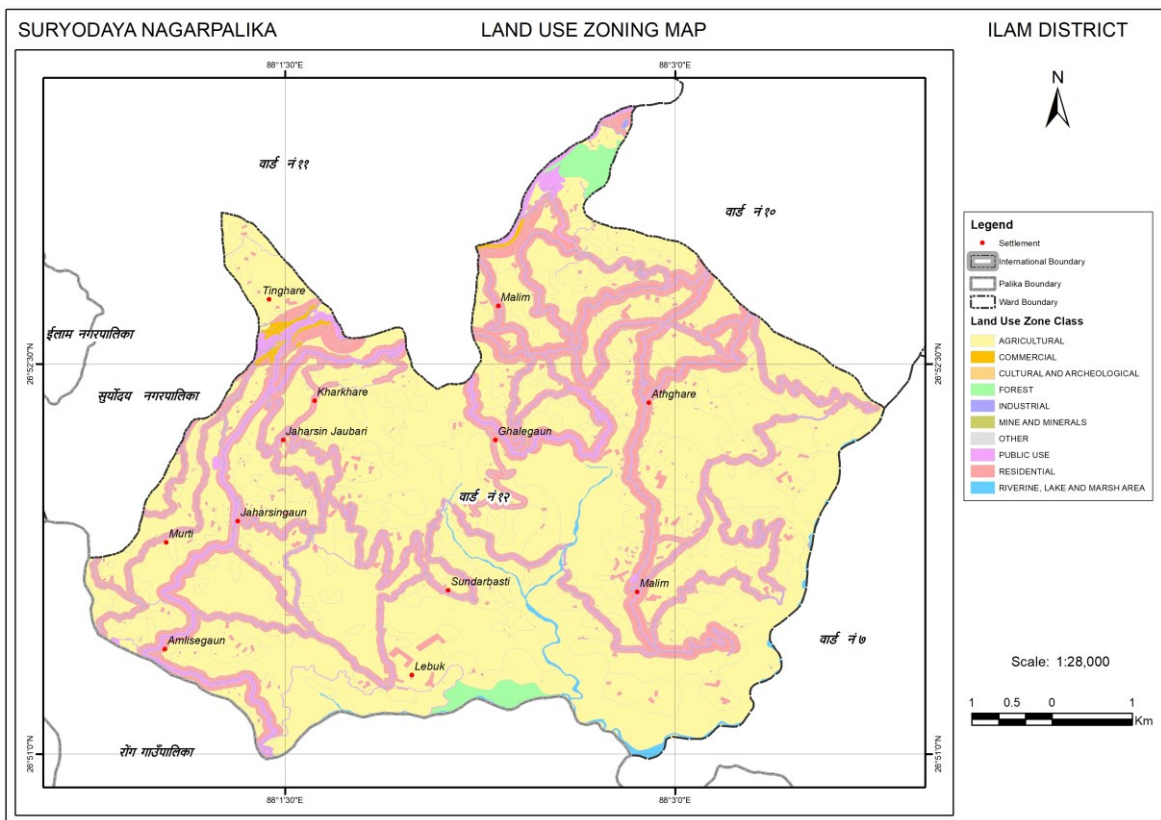 SURYODAYA NAGARPALIKA
LAND USE ZONING MAP
ILAM DISTRICT
88°1'30"E
88°3'0"E
N
वार्ड नं ११
वार्ड नं १०
Tinghare
Malim
ईलाम नगरपालिका
26°52'30"N
26°52'30"N
सुर्योदय नगरपालिका
Kharkhare
Athghare
Jaharsin Jaubari
Ghalegaun
वार्ड नं १२
Jaharsingaun
Murti
Sundarbasti
Malim
Amlisegaun
वार्ड नं ७
Lebuk
रोंग गाउँपालिका
26°51'0"N
26°51'0"N
88°1'30"E
88°3'0"E
Legend
Settlement
International Boundary
Palika Boundary
Ward Boundary
Land Use Zone Class
AGRICULTURAL
COMMERCIAL
CULTURAL AND ARCHEOLOGICAL
FOREST
INDUSTRIAL
MINE AND MINERALS
OTHER
PUBLIC USE
RESIDENTIAL
RIVERINE, LAKE AND MARSH AREA
Scale: 1:28,000
1 0.5 0 1
Km